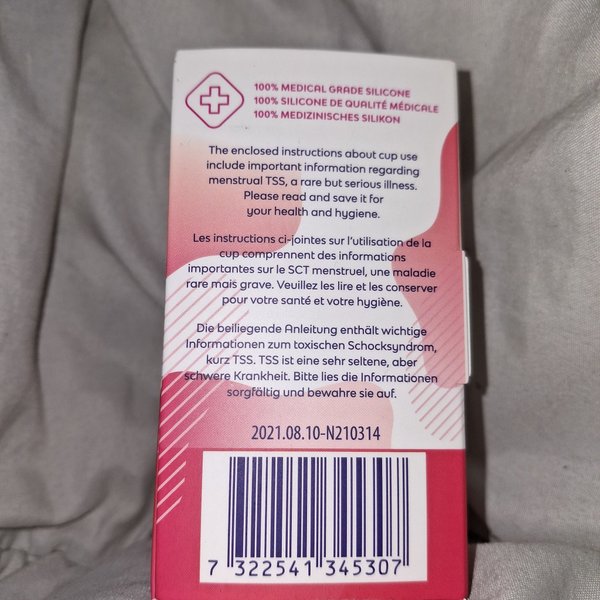 100% MEDICAL GRADE SILICONE
100% SILICONE DE QUALITÉ MÉDICALE
100% MEDIZINISCHES SILIKON
The enclosed instructions about cup use
include important information regarding
menstrual TSS, a rare but serious illness.
Please read and save it for
your health and hygiene.
Les instructions ci-jointes sur l'utilisation de la
cup comprennent des informations
importantes sur le SCT menstruel, une maladie
rare mais grave. Veuillez les lire et les conserver
pour votre santé et votre hygiène.
Die beiliegende Anleitung enthält wichtige
Informationen zum toxischen Schocksyndrom,
kurz TSS. TSS ist eine sehr seltene, aber
schwere Krankheit. Bitte lies die Informationen
sorgfältig und bewahre sie auf.
2021.08.10-N210314
7 322541 345307